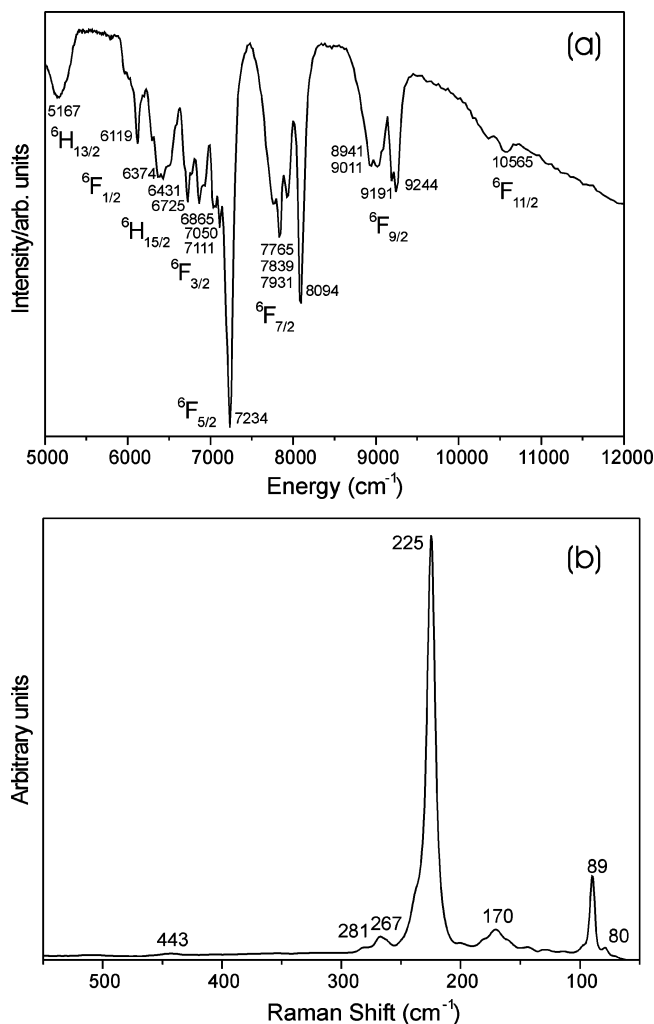 (a)
Intensity/arb. units
5167
⁶H₁₃/₂
6119
⁶F₁/₂
6374
6431
6725
⁶H₁₅/₂
6865
7050
7111
⁶F₃/₂
⁶F₅/₂
7234
7765
7839
7931
⁶F₇/₂
8094
8941
9011
9191
9244
⁶F₉/₂
10565
⁶F₁₁/₂
5000 6000 7000 8000 9000 10000 11000 12000
Energy (cm⁻¹)
(b)
Arbitrary units
443
281
267
225
170
89
80
500 400 300 200 100
Raman Shift (cm⁻¹)